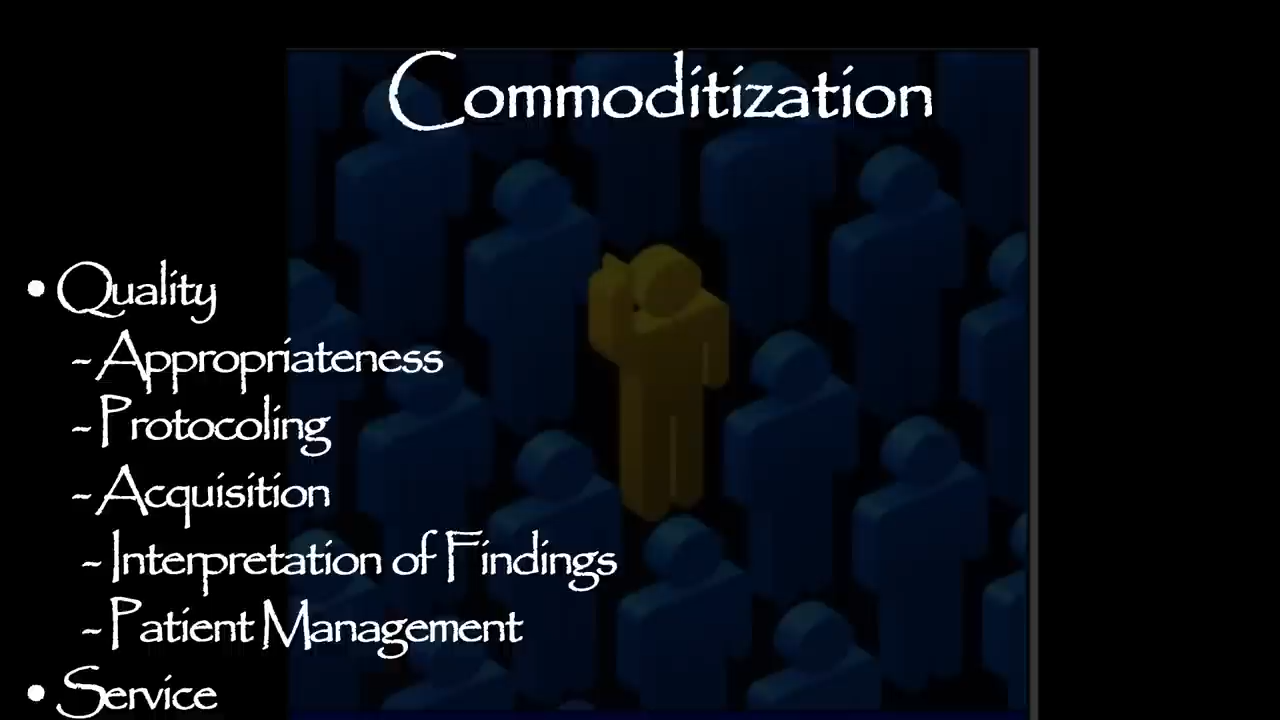 Commoditization
• Quality
- Appropriateness
- Protocoling
- Acquisition
- Interpretation of Findings
- Patient Management
• Service